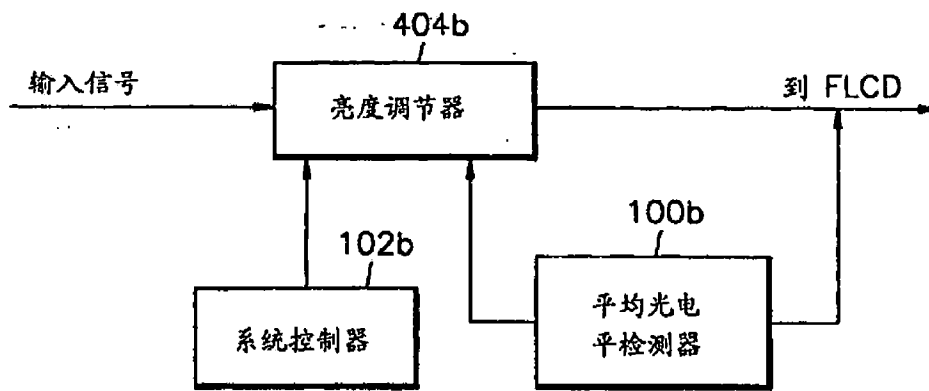 404b
输入信号
亮度调节器
到 FLCD
102b
100b
系统控制器
平均光电
平检测器